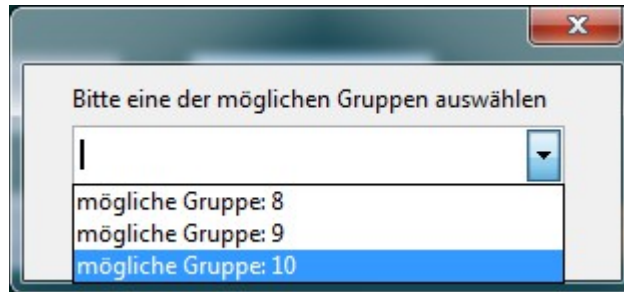 Bitte eine der möglichen Gruppen auswählen
mögliche Gruppe: 8
mögliche Gruppe: 9
mögliche Gruppe: 10